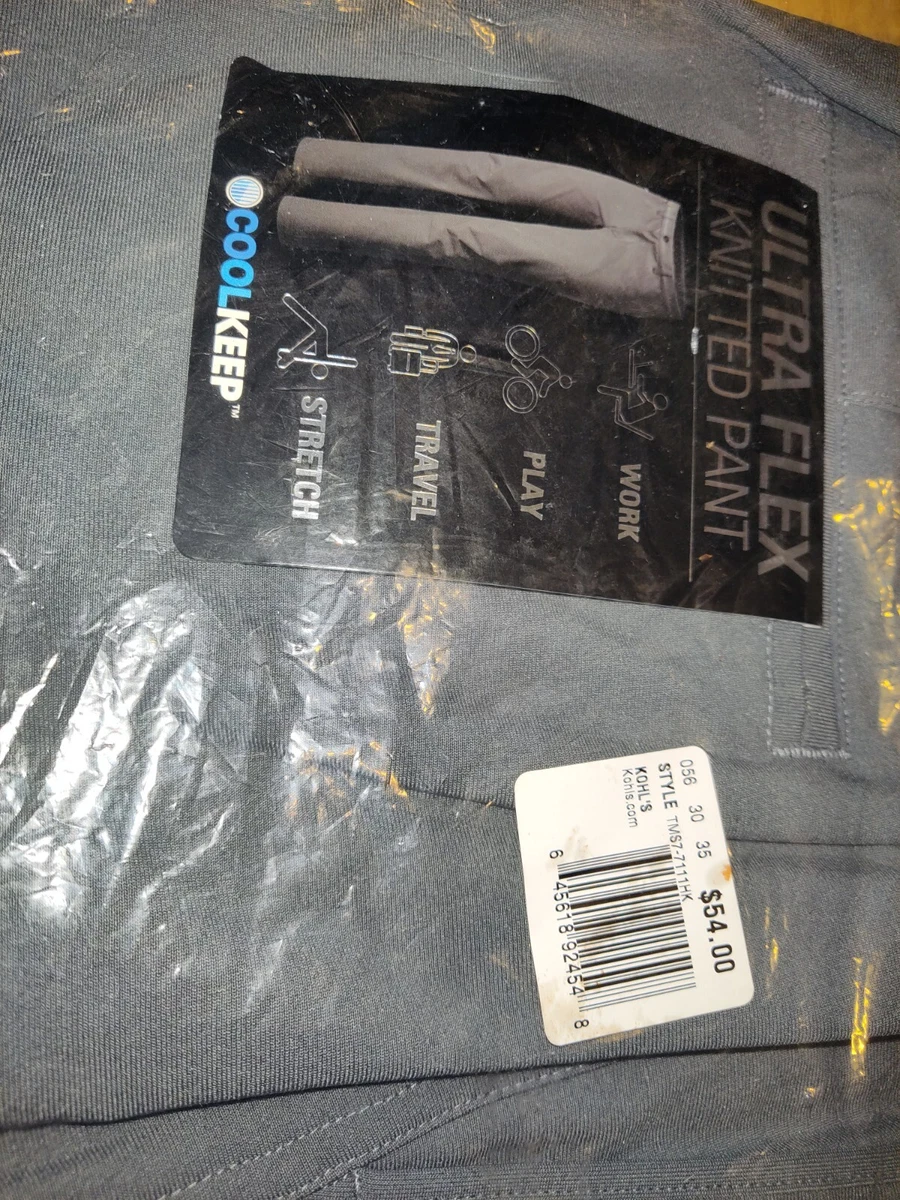 ULTRA FLEX
KNITTED PANT
WORK
PLAY
TRAVEL
STRETCH
COOLKEEP™
056 30 35
$54.00
STYLE TMS7-7111HK
KOHL'S
Kohls.com
6 45618 92454 8